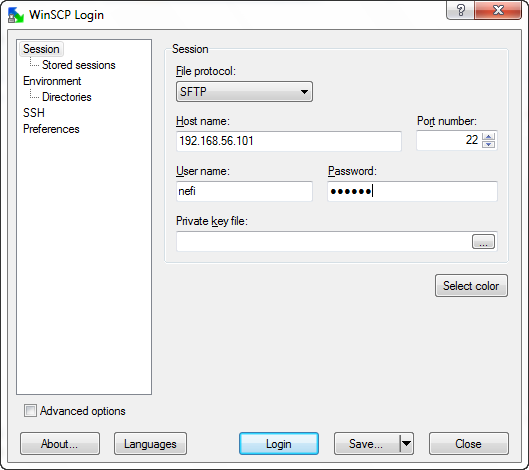 WinSCP Login
Session
Stored sessions
Environment
Directories
SSH
Preferences
Session
File protocol:
SFTP
Host name:
Port number:
192.168.56.101
22
User name:
Password:
nefi
●●●●●●
Private key file:
...
Select color
Advanced options
About...
Languages
Login
Save...
Close